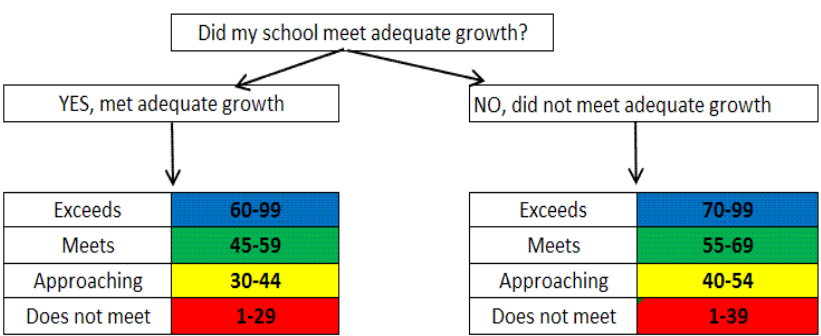 Did my school meet adequate growth?
YES, met adequate growth
NO, did not meet adequate growth
Exceeds 60-99
Meets 45-59
Approaching 30-44
Does not meet 1-29
Exceeds 70-99
Meets 55-69
Approaching 40-54
Does not meet 1-39